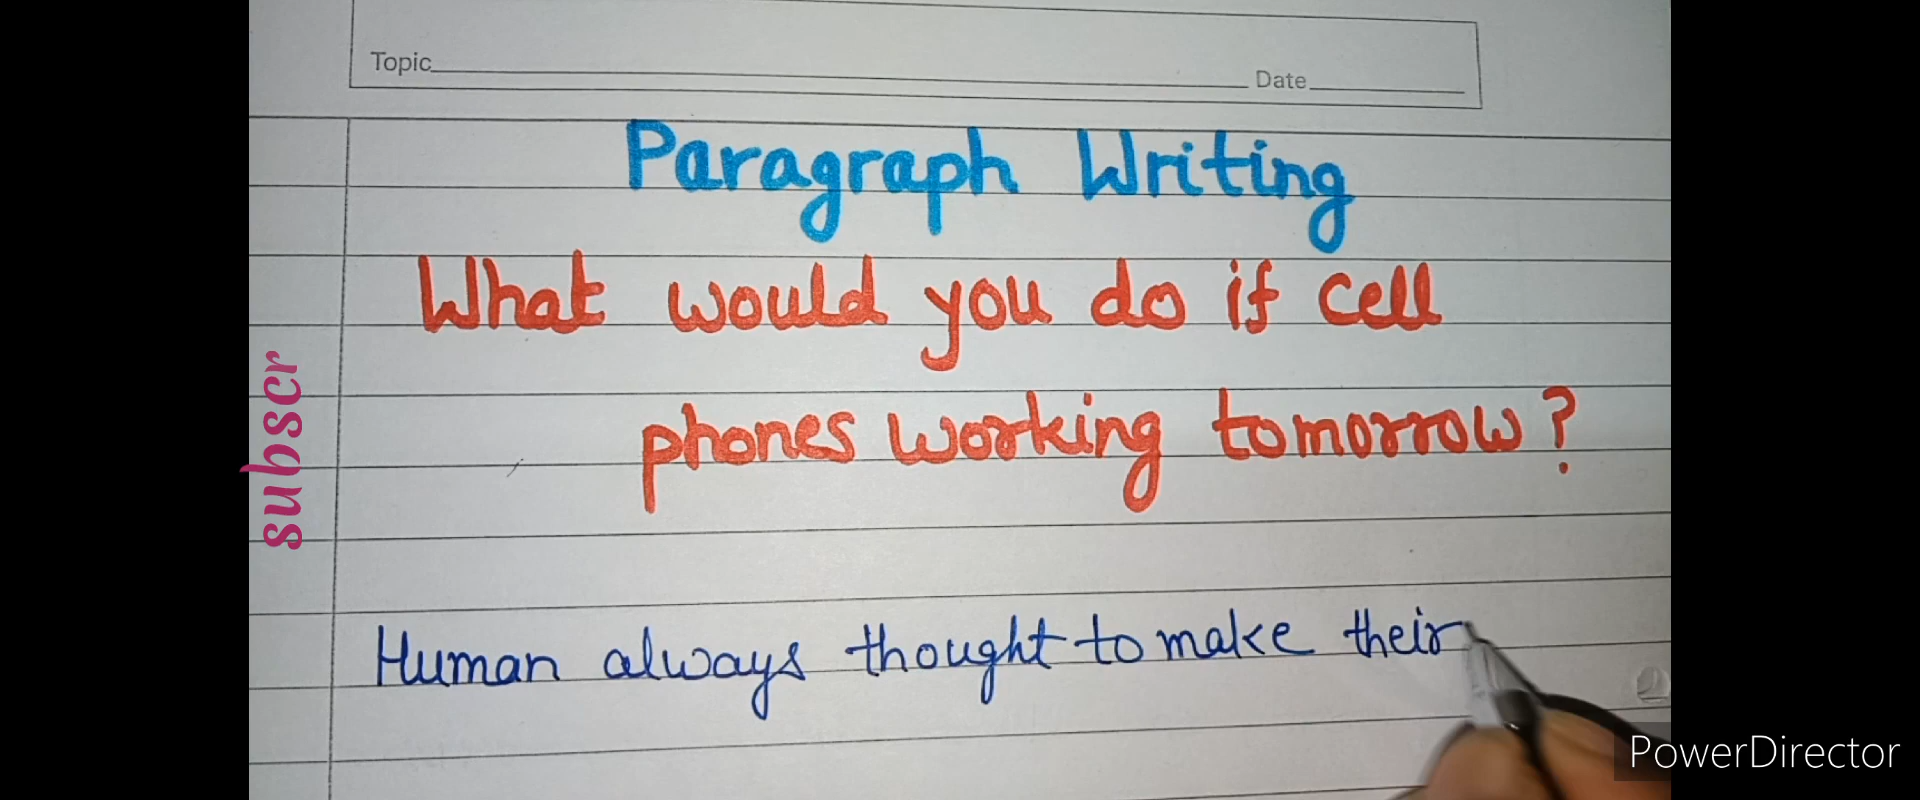 Topic Date
Paragraph Writing
What would you do if cell
phones working tomorrow?
Human always thought to make their
subscr
PowerDirector